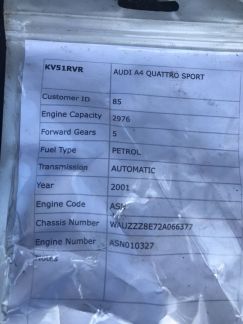 KV51RVR AUDI A4 QUATTRO SPORT
Customer ID 85
Engine Capacity 2976
Forward Gears 5
Fuel Type PETROL
Transmission AUTOMATIC
Year 2001
Engine Code ASN
Chassis Number WAUZZZ8E72A066377
Engine Number ASN010327
Notes